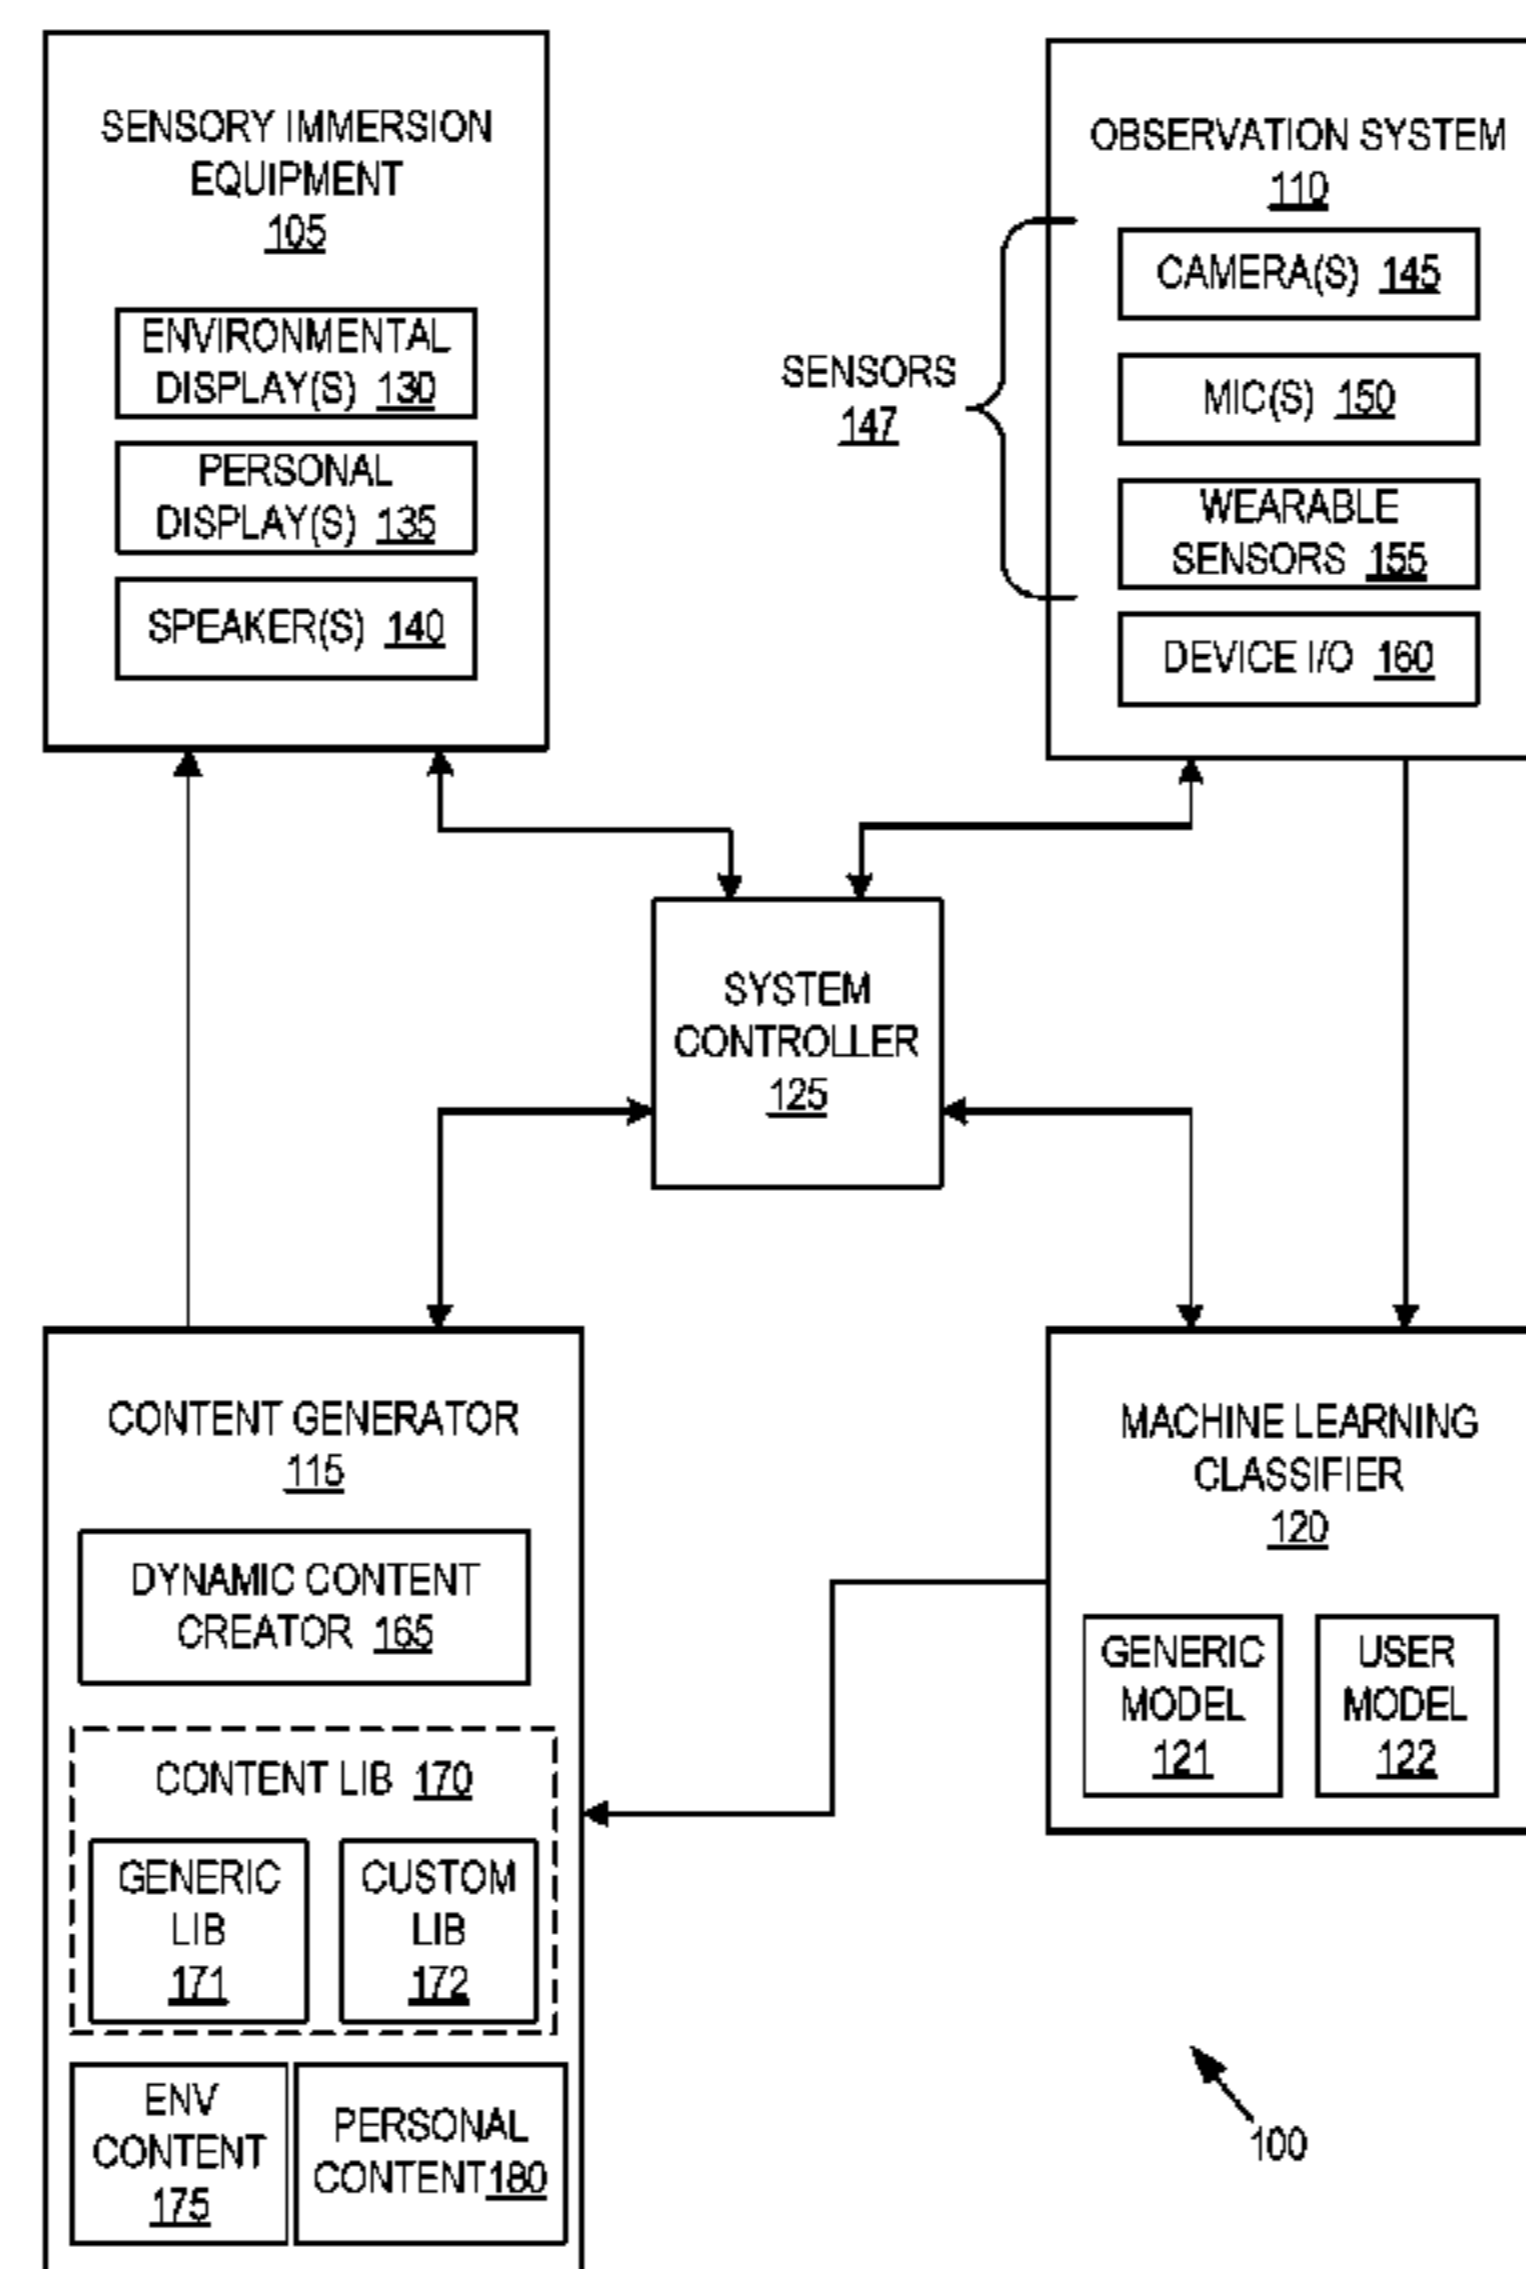 SENSORY IMMERSION
EQUIPMENT
105
ENVIRONMENTAL
DISPLAY(S) 130
PERSONAL
DISPLAY(S) 135
SPEAKER(S) 140
OBSERVATION SYSTEM
110
CAMERA(S) 145
SENSORS
147
MIC(S) 150
WEARABLE
SENSORS 155
DEVICE I/O 160
SYSTEM
CONTROLLER
125
CONTENT GENERATOR
115
DYNAMIC CONTENT
CREATOR 165
CONTENT LIB 170
GENERIC
LIB
171
CUSTOM
LIB
172
ENV
CONTENT
175
PERSONAL
CONTENT 180
MACHINE LEARNING
CLASSIFIER
120
GENERIC
MODEL
121
USER
MODEL
122
100